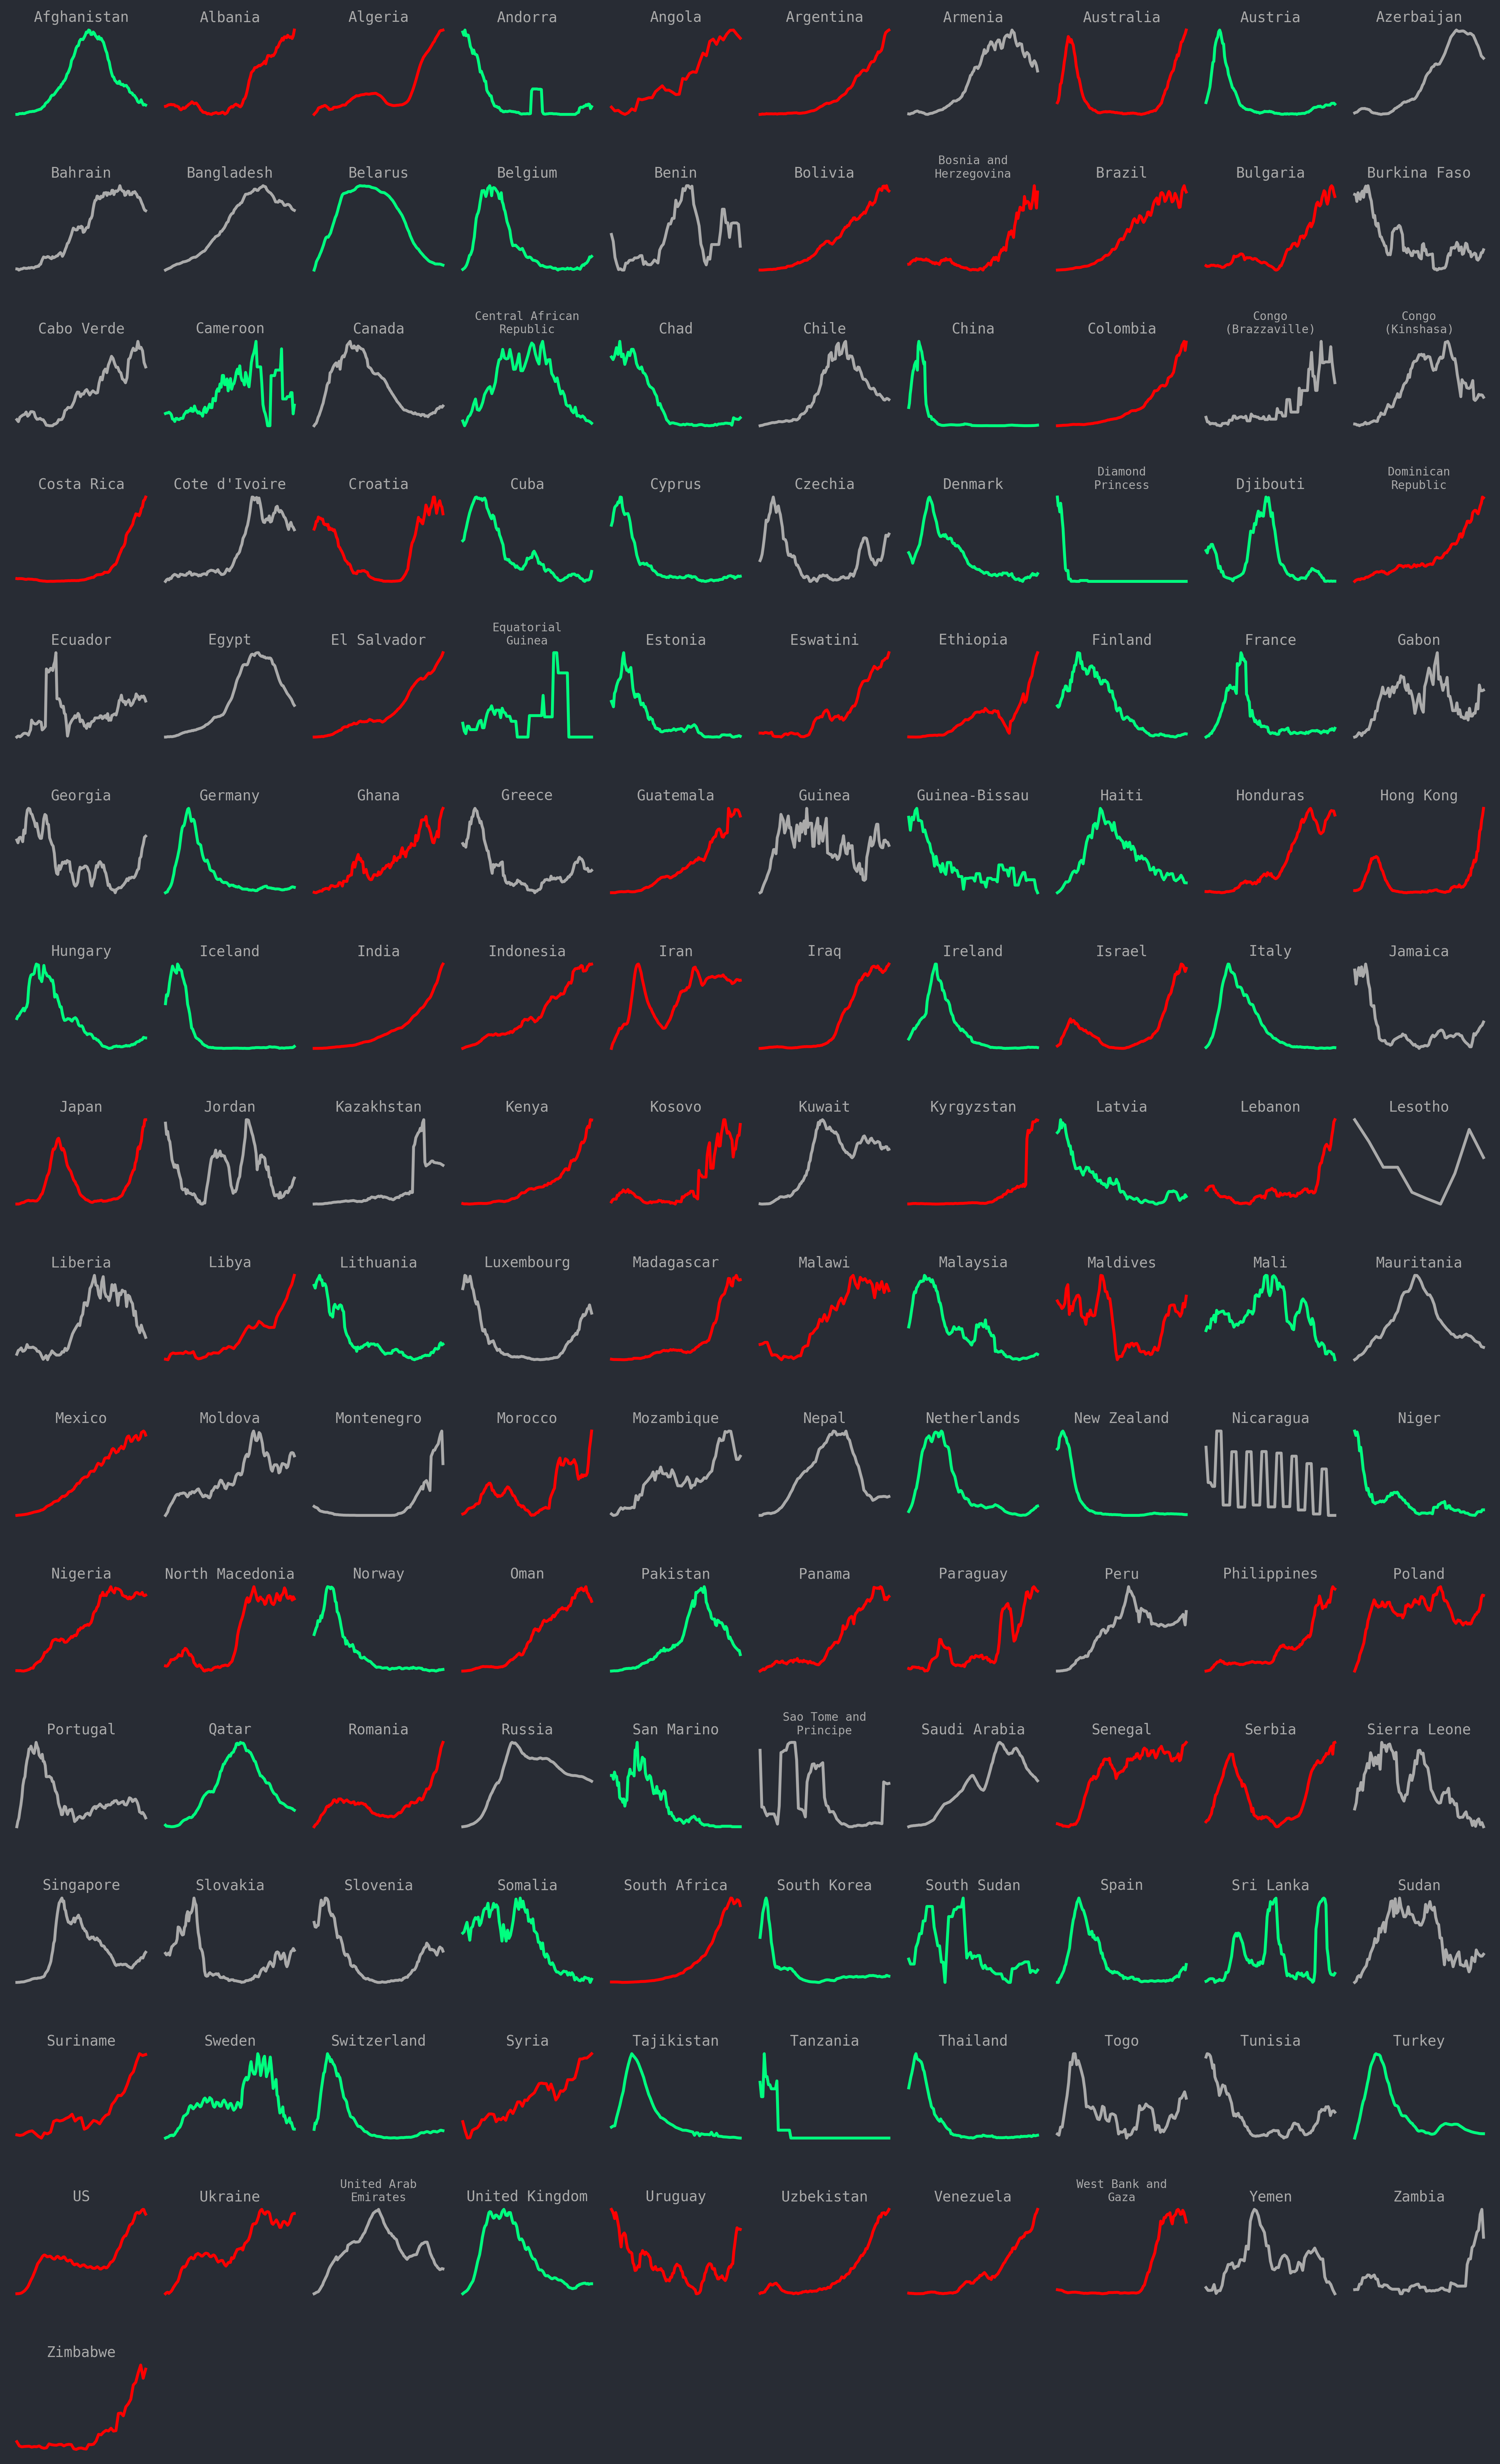 Afghanistan
Albania
Algeria
Andorra
Angola
Argentina
Armenia
Australia
Austria
Azerbaijan
Bahrain
Bangladesh
Belarus
Belgium
Benin
Bolivia
Bosnia and
Herzegovina
Brazil
Bulgaria
Burkina Faso
Cabo Verde
Cameroon
Canada
Central African
Republic
Chad
Chile
China
Colombia
Congo
(Brazzaville)
Congo
(Kinshasa)
Costa Rica
Cote d'Ivoire
Croatia
Cuba
Cyprus
Czechia
Denmark
Diamond
Princess
Djibouti
Dominican
Republic
Ecuador
Egypt
El Salvador
Equatorial
Guinea
Estonia
Eswatini
Ethiopia
Finland
France
Gabon
Georgia
Germany
Ghana
Greece
Guatemala
Guinea
Guinea-Bissau
Haiti
Honduras
Hong Kong
Hungary
Iceland
India
Indonesia
Iran
Iraq
Ireland
Israel
Italy
Jamaica
Japan
Jordan
Kazakhstan
Kenya
Kosovo
Kuwait
Kyrgyzstan
Latvia
Lebanon
Lesotho
Liberia
Libya
Lithuania
Luxembourg
Madagascar
Malawi
Malaysia
Maldives
Mali
Mauritania
Mexico
Moldova
Montenegro
Morocco
Mozambique
Nepal
Netherlands
New Zealand
Nicaragua
Niger
Nigeria
North Macedonia
Norway
Oman
Pakistan
Panama
Paraguay
Peru
Philippines
Poland
Portugal
Qatar
Romania
Russia
San Marino
Sao Tome and
Principe
Saudi Arabia
Senegal
Serbia
Sierra Leone
Singapore
Slovakia
Slovenia
Somalia
South Africa
South Korea
South Sudan
Spain
Sri Lanka
Sudan
Suriname
Sweden
Switzerland
Syria
Tajikistan
Tanzania
Thailand
Togo
Tunisia
Turkey
US
Ukraine
United Arab
Emirates
United Kingdom
Uruguay
Uzbekistan
Venezuela
West Bank and
Gaza
Yemen
Zambia
Zimbabwe